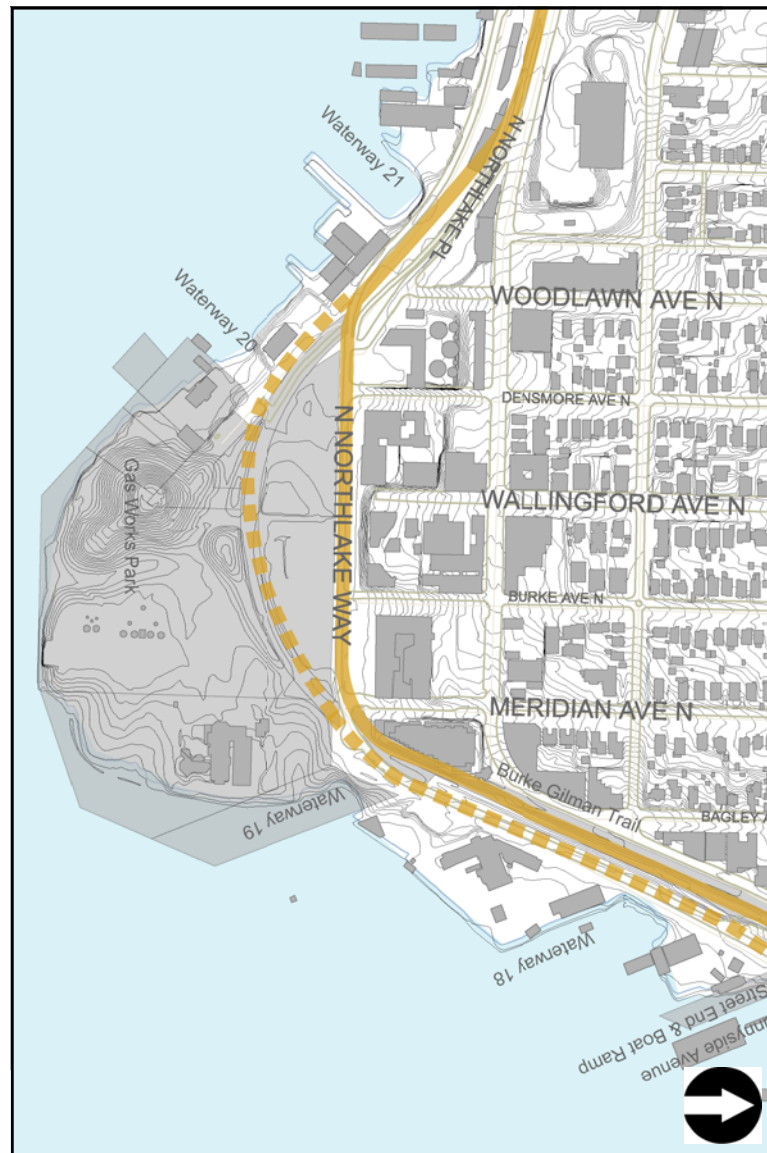 Waterway 21
N NORTHLAKE PL
Waterway 20
WOODLAWN AVE N
DENSMORE AVE N
N NORTHLAKE WAY
Gas Works Park
WALLINGFORD AVE N
BURKE AVE N
MERIDIAN AVE N
Burke Gilman Trail
Waterway 19
BAGLEY A
Waterway 18
nnyside Avenue
Street End & Boat Ramp